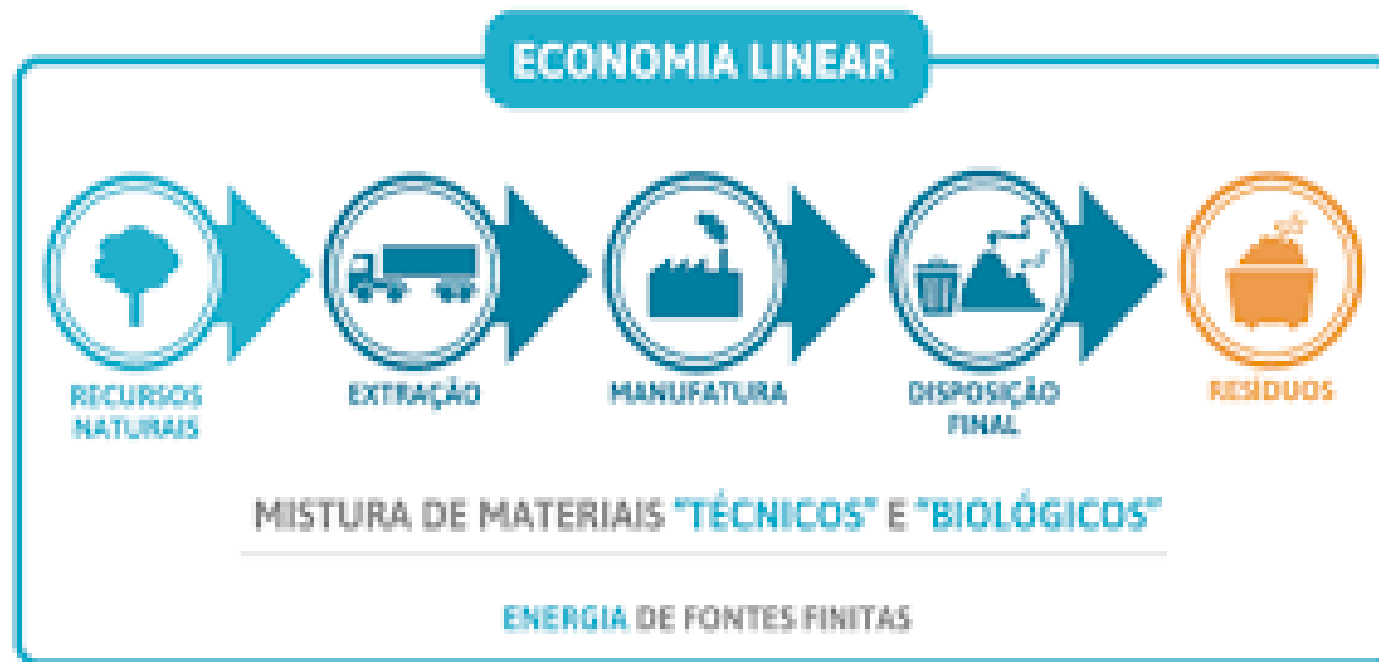 ECONOMIA LINEAR
RECURSOS
NATURAIS
EXTRAÇÃO
MANUFATURA
DISPOSIÇÃO
FINAL
RESÍDUOS
MISTURA DE MATERIAIS "TÉCNICOS" E "BIOLÓGICOS"
ENERGIA DE FONTES FINITAS